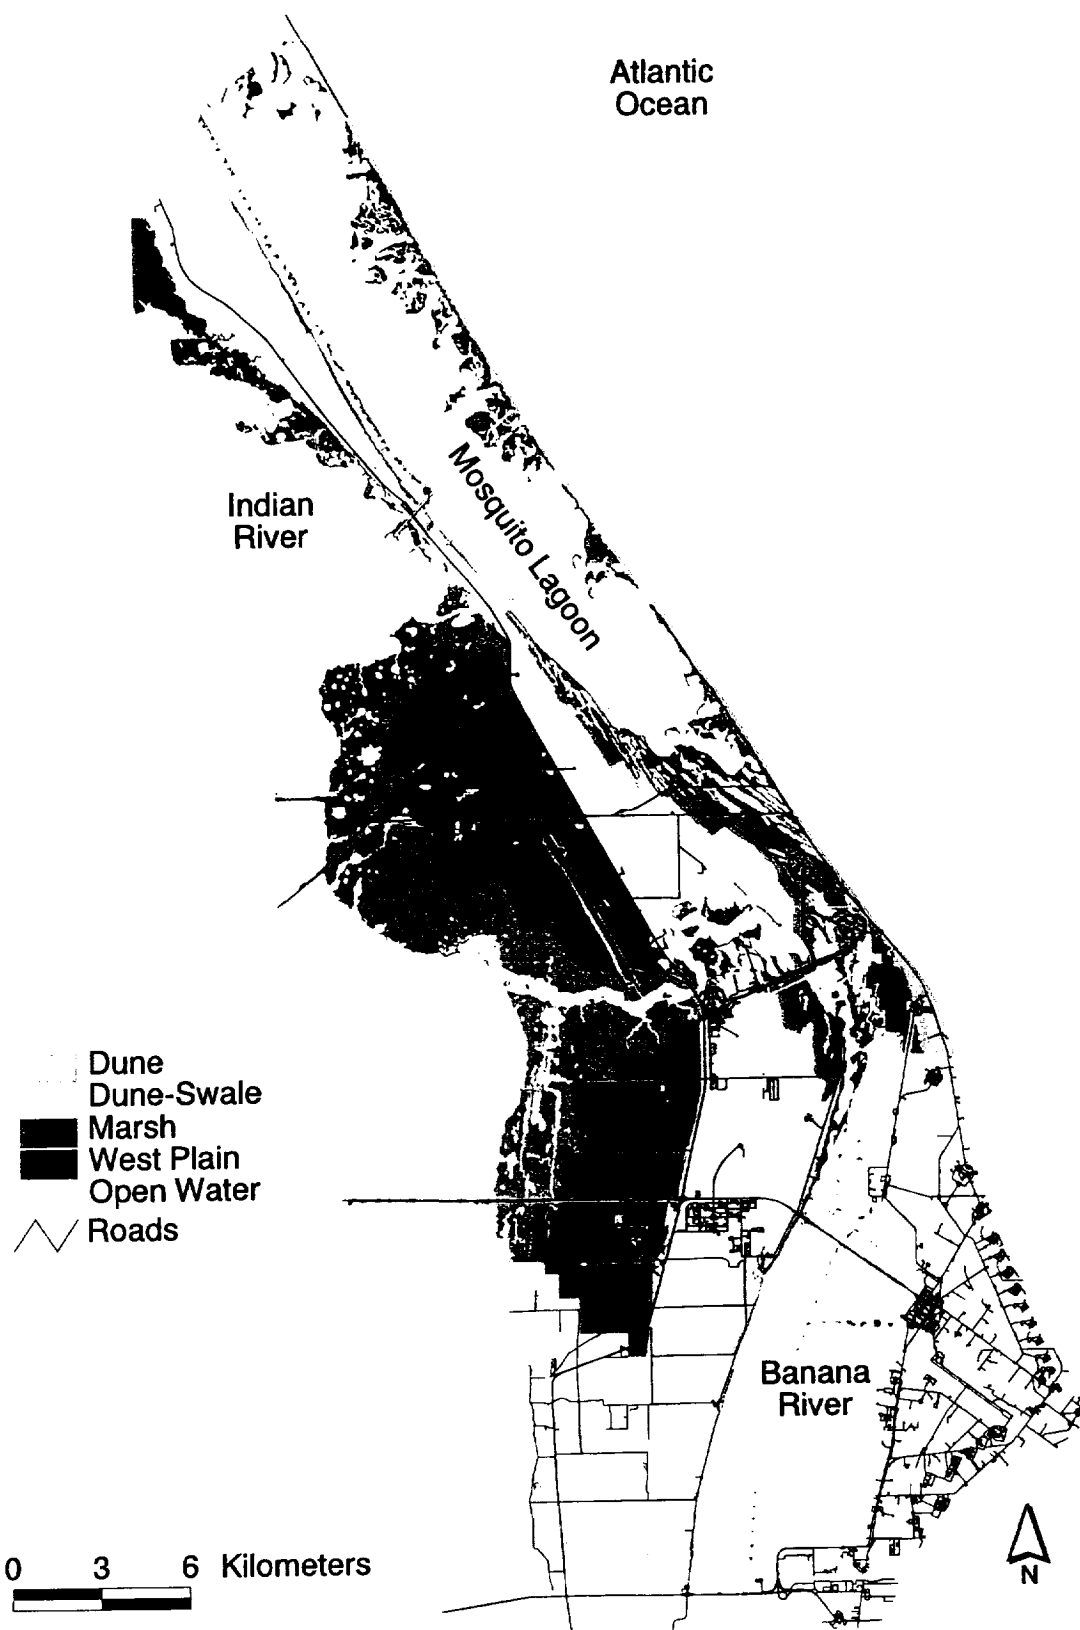 Atlantic
Ocean
Mosquito Lagoon
Indian
River
Dune
Dune-Swale
Marsh
West Plain
Open Water
Roads
Banana
River
0 3 6 Kilometers
N